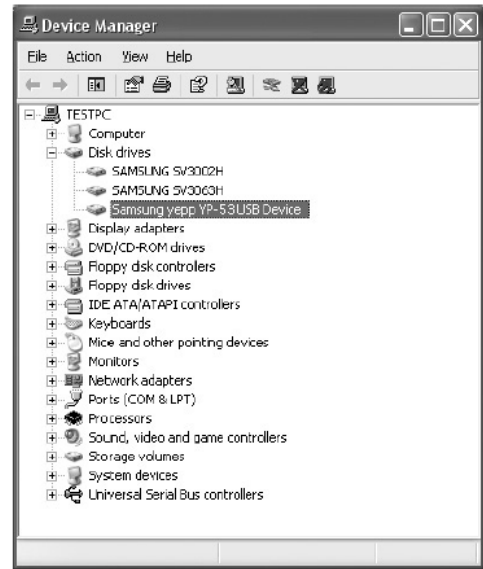 Device Manager
File Action View Help
TESTPC
Computer
Disk drives
SAMSUNG SV3002H
SAMSUNG SV3063H
Samsung yepp YP-53 USB Device
Display adapters
DVD/CD-ROM drives
Floppy disk controllers
Floppy disk drives
IDE ATA/ATAPI controllers
Keyboards
Mice and other pointing devices
Monitors
Network adapters
Ports (COM & LPT)
Processors
Sound, video and game controllers
Storage volumes
System devices
Universal Serial Bus controllers